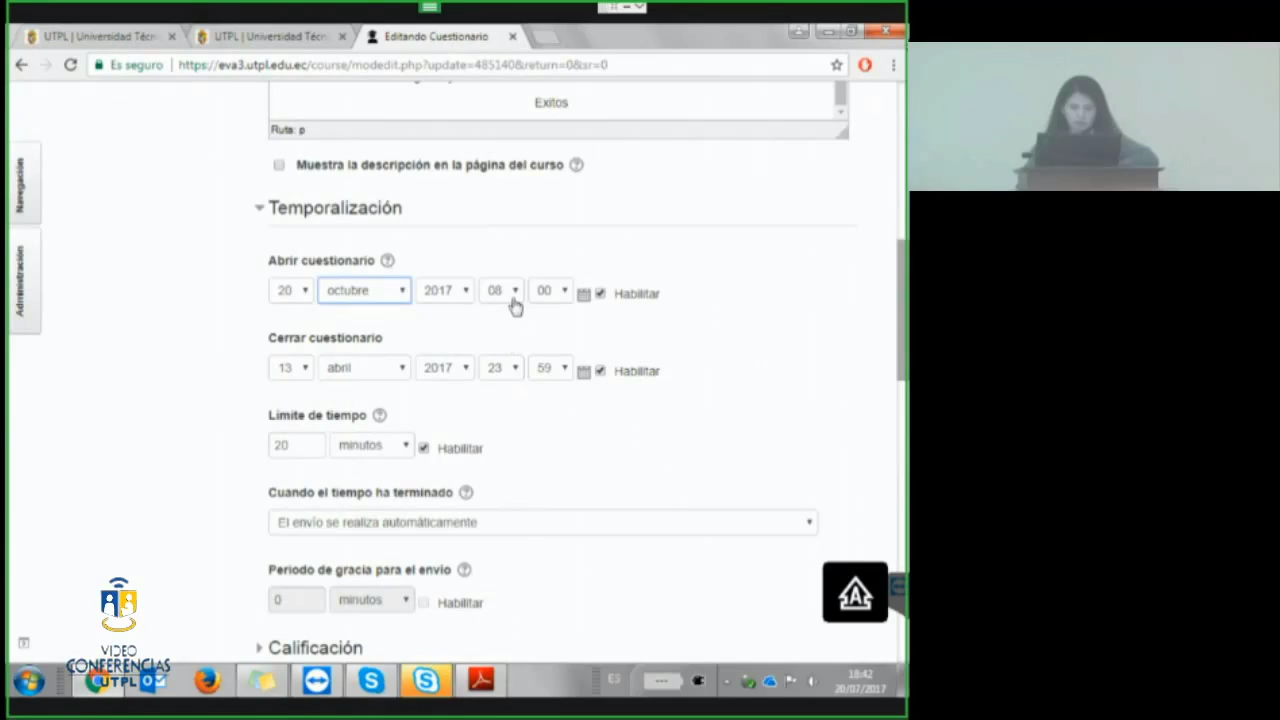 UTPL | Universidad Técni
UTPL | Universidad Técni
Editando Cuestionario
Es seguro
https://eva3.utpl.edu.ec/course/modedit.php?update=485140&return=0&sr=0
Exitos
Ruta: p
Navegación
Administración
Muestra la descripción en la página del curso
Temporalización
Abrir cuestionario
20 octubre 2017 08 00 Habilitar
Cerrar cuestionario
13 abril 2017 23 59 Habilitar
Limite de tiempo
20 minutos Habilitar
Cuando el tiempo ha terminado
El envío se realiza automáticamente
Periodo de gracia para el envío
0 minutos Habilitar
Calificación
A
VIDEO
CONFERENCIAS
UTPL
ES
18:42
20/07/2017